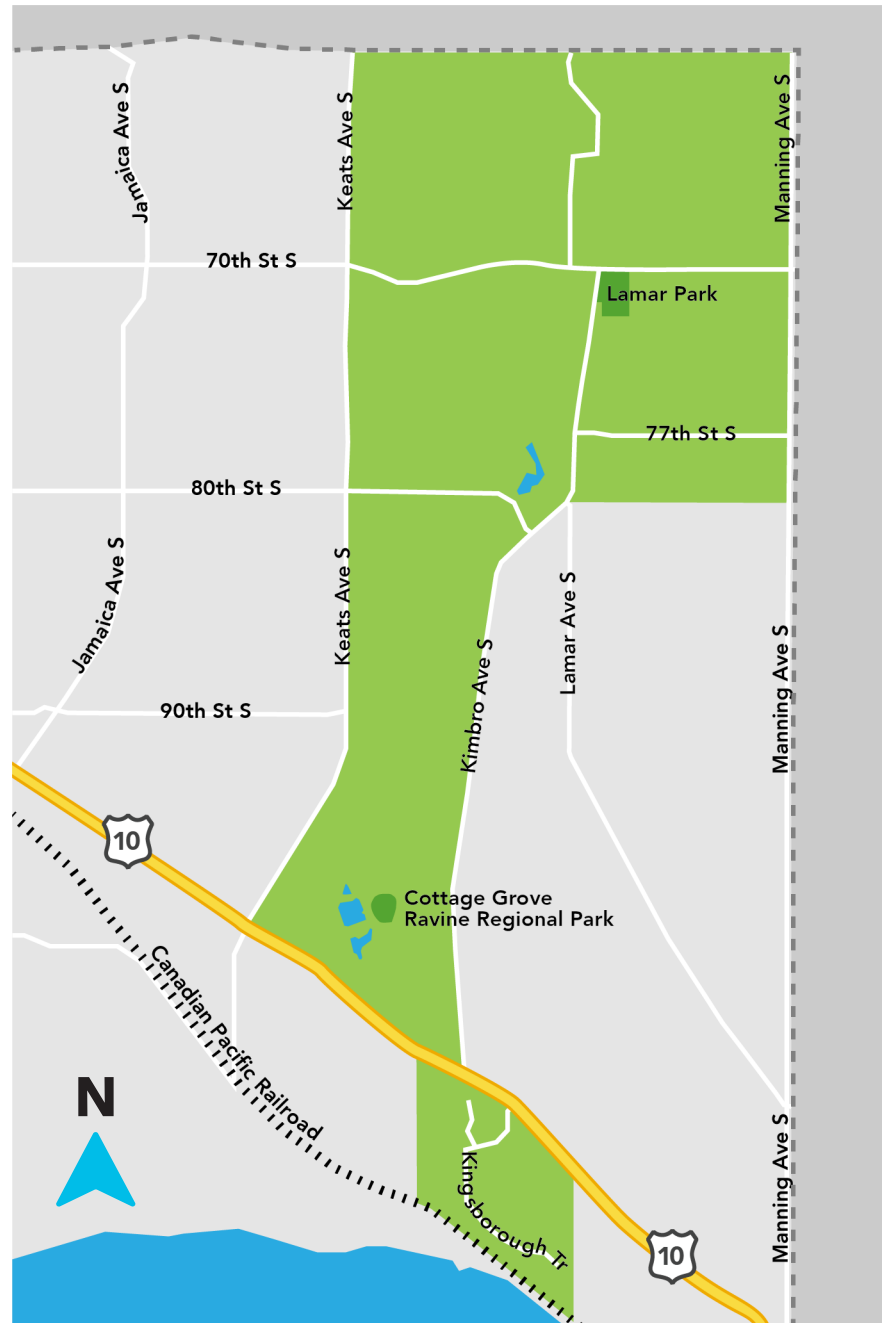 Jamaica Ave S
Keats Ave S
Manning Ave S
70th St S
Lamar Park
77th St S
80th St S
Jamaica Ave S
Keats Ave S
Lamar Ave S
Kimbro Ave S
Manning Ave S
90th St S
10
Cottage Grove
Ravine Regional Park
Canadian Pacific Railroad
N
Kingsborough Tr
Manning Ave S
10